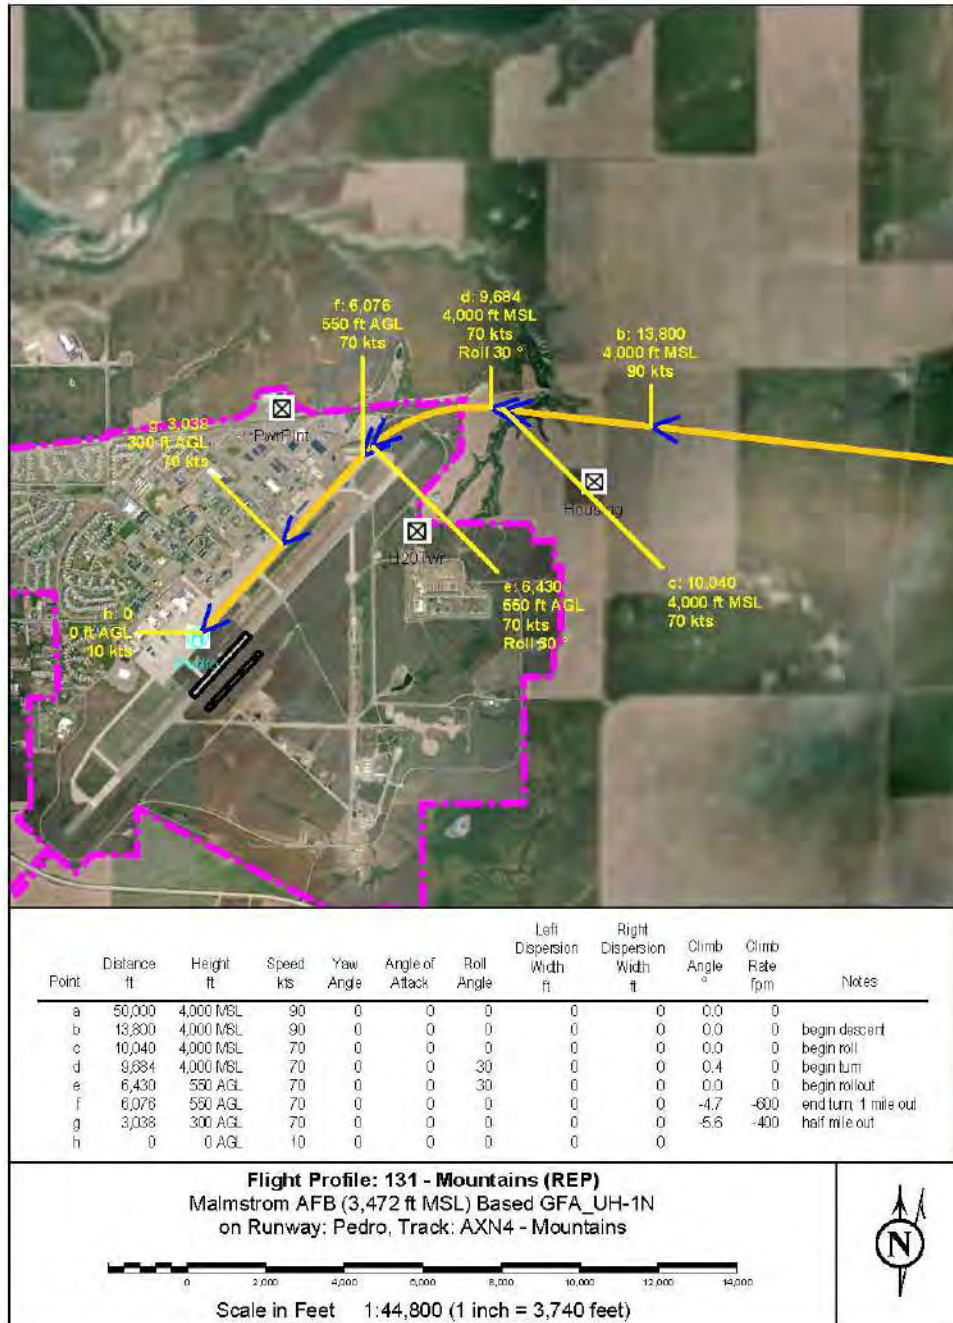 f: 6,076
550 ft AGL
70 kts
d: 9,684
4,000 ft MSL
70 kts
Roll 30 °
b: 13,800
4,000 ft MSL
90 kts
g: 3,038
300 ft AGL
70 kts
PwrPlnt
Housing
H20Twr
e: 6,430
550 ft AGL
70 kts
Roll 30 °
c: 10,040
4,000 ft MSL
70 kts
h: 0
0 ft AGL
10 kts
Pedro
Point Distance ft Height ft Speed kts Yaw Angle Angle of Attack Roll Angle Left Dispersion Width ft Right Dispersion Width ft Climb Angle ° Climb Rate fpm Notes
a 50,000 4,000 MSL 90 0 0 0 0 0 0.0 0
b 13,800 4,000 MSL 90 0 0 0 0 0 0.0 0 begin descent
c 10,040 4,000 MSL 70 0 0 0 0 0 0.0 0 begin roll
d 9,684 4,000 MSL 70 0 0 30 0 0 0.4 0 begin turn
e 6,430 550 AGL 70 0 0 30 0 0 0.0 0 begin rollout
f 6,076 550 AGL 70 0 0 0 0 0 -4.7 -600 end turn, 1 mile out
g 3,038 300 AGL 70 0 0 0 0 0 -5.6 -400 half mile out
h 0 0 AGL 10 0 0 0 0 0
Flight Profile: 131 - Mountains (REP)
Malmstrom AFB (3,472 ft MSL) Based GFA_UH-1N
on Runway: Pedro, Track: AXN4 - Mountains
0 2,000 4,000 6,000 8,000 10,000 12,000 14,000
Scale in Feet 1:44,800 (1 inch = 3,740 feet)
N